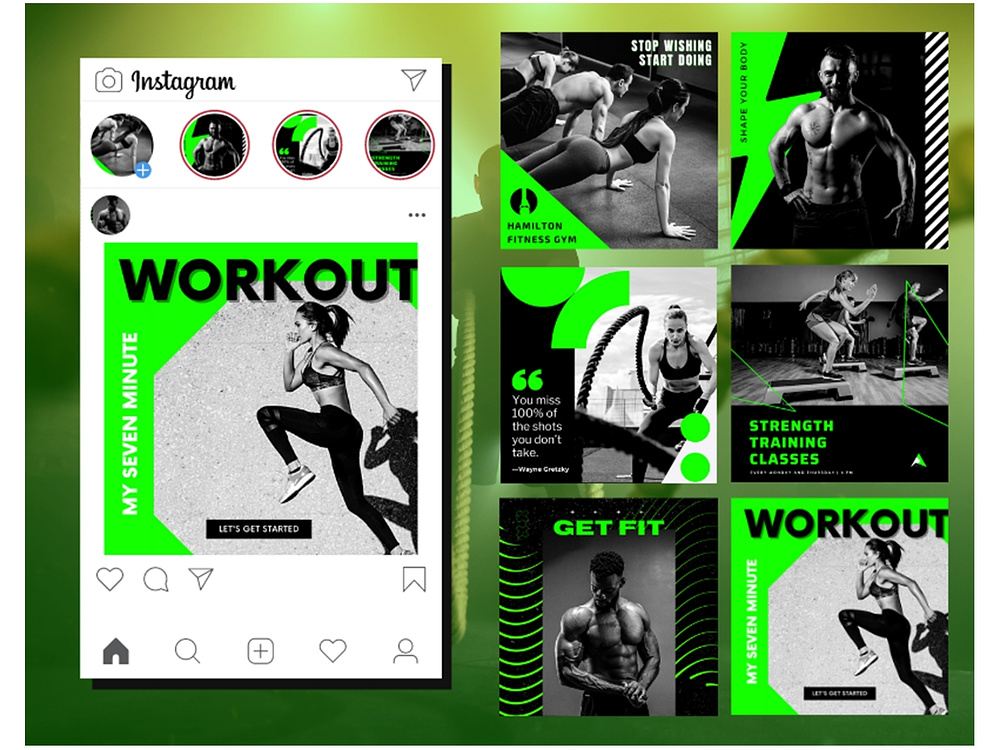 Instagram
STRENGTH
TRAINING
CLASSES
WORKOUT
MY SEVEN MINUTE
LET'S GET STARTED
STOP WISHING
START DOING
HAMILTON
FITNESS GYM
SHAPE YOUR BODY
You miss
100% of
the shots
you don't
take.
—Wayne Gretzky
STRENGTH
TRAINING
CLASSES
EVERY MONDAY AND THURSDAY | 6 PM
GET FIT
WORKOUT
MY SEVEN MINUTE
LET'S GET STARTED